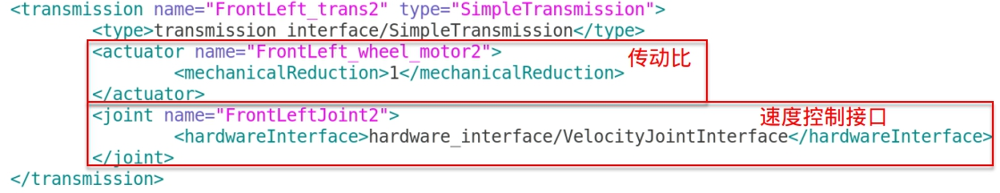 <transmission name="FrontLeft_trans2" type="SimpleTransmission">
<type>transmission_interface/SimpleTransmission</type>
<actuator name="FrontLeft_wheel_motor2">
传动比
<mechanicalReduction>1</mechanicalReduction>
</actuator>
<joint name="FrontLeftJoint2">
速度控制接口
<hardwareInterface>hardware_interface/VelocityJointInterface</hardwareInterface>
</joint>
</transmission>